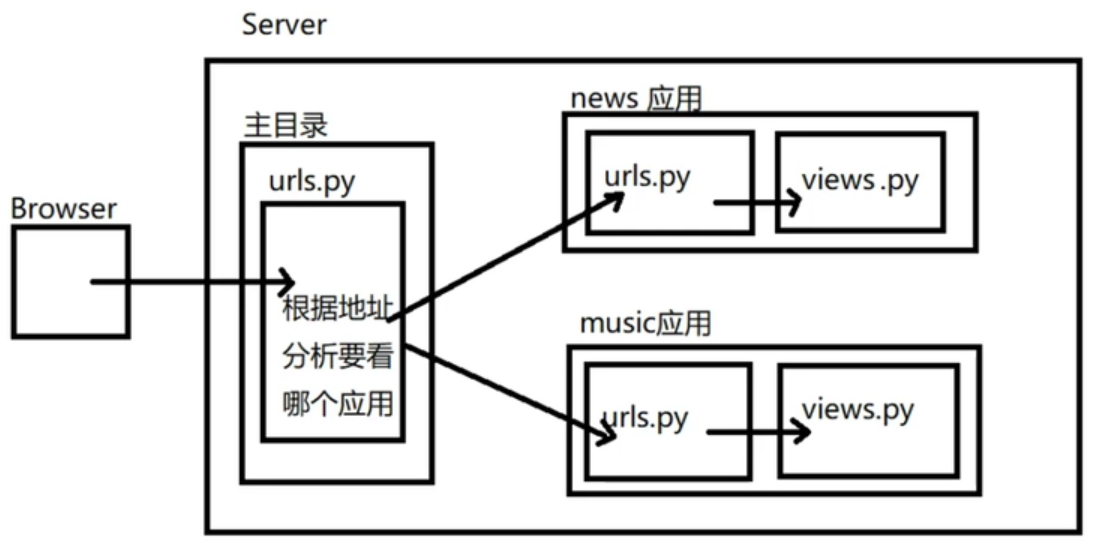 Server
主目录
urls.py
Browser
根据地址
分析要看
哪个应用
news 应用
urls.py
views .py
music应用
urls.py
views.py